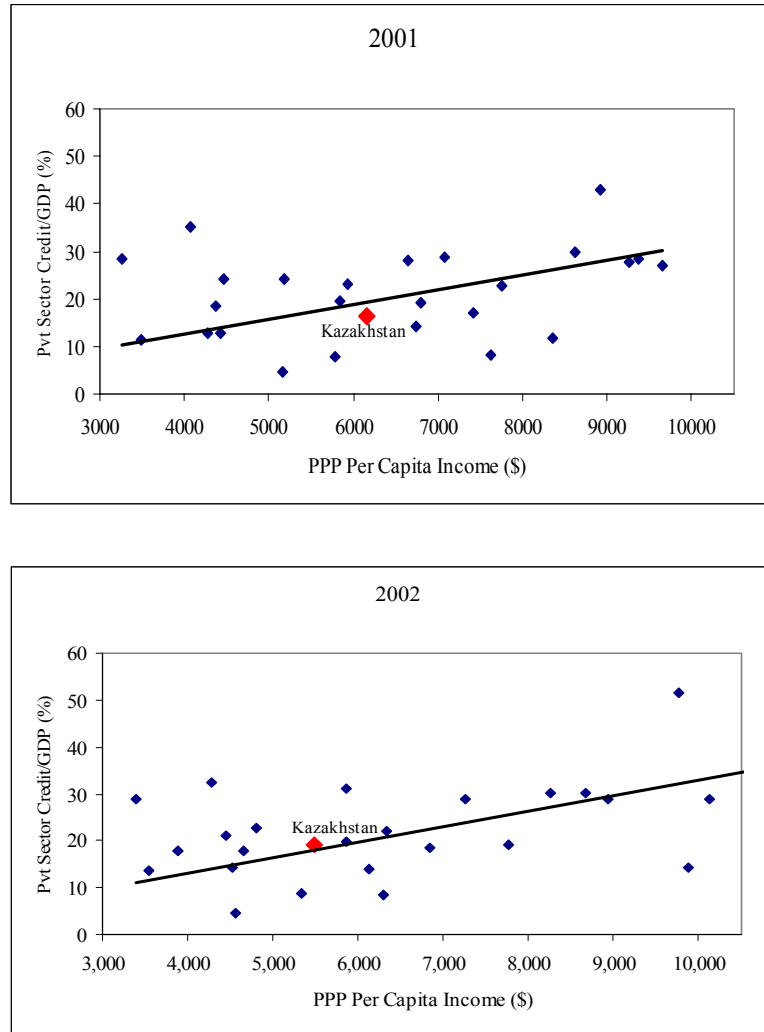 2001
Pvt Sector Credit/GDP (%)
60
50
40
30
20
10
0
Kazakhstan
3000 4000 5000 6000 7000 8000 9000 10000
PPP Per Capita Income ($)
2002
Pvt Sector Credit/GDP (%)
60
50
40
30
20
10
0
Kazakhstan
3,000 4,000 5,000 6,000 7,000 8,000 9,000 10,000
PPP Per Capita Income ($)